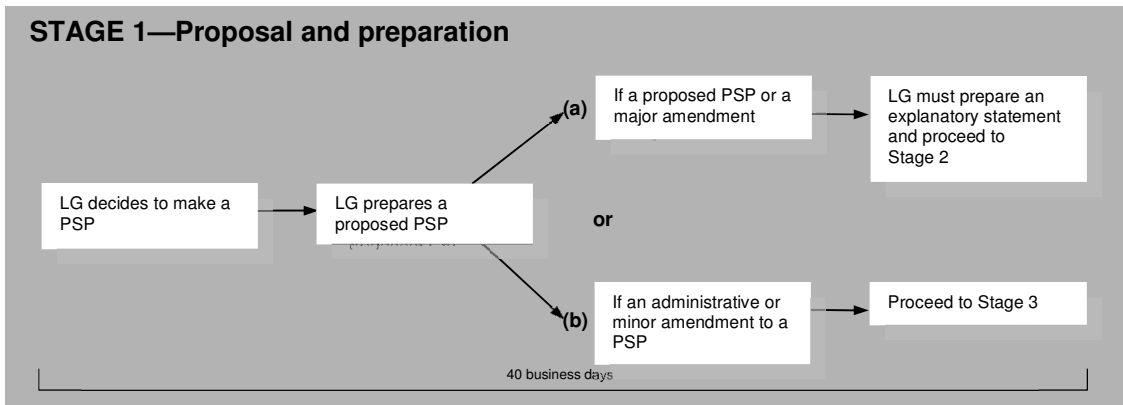 STAGE 1—Proposal and preparation
LG decides to make a
PSP
LG prepares a
proposed PSP
(a)
If a proposed PSP or a
major amendment
LG must prepare an
explanatory statement
and proceed to
Stage 2
or
(b)
If an administrative or
minor amendment to a
PSP
Proceed to Stage 3
40 business days